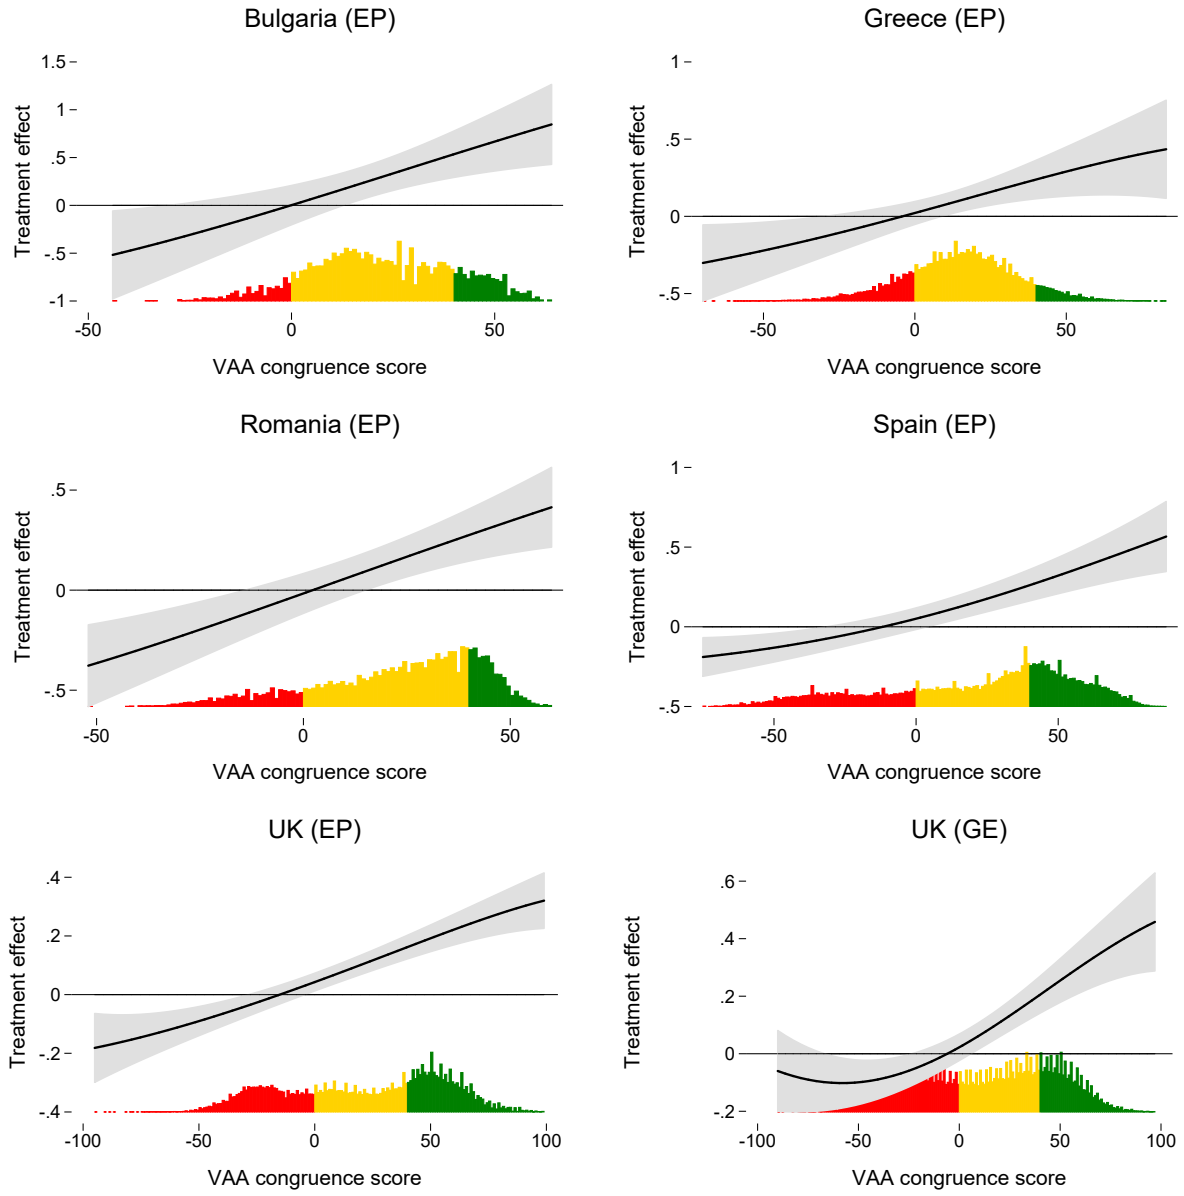 Bulgaria (EP)
1.5
1
.5
0
-.5
-1
Treatment effect
-50
0
50
VAA congruence score
Greece (EP)
1
.5
0
-.5
Treatment effect
-50
0
50
VAA congruence score
Romania (EP)
.5
0
-.5
Treatment effect
-50
0
50
VAA congruence score
Spain (EP)
1
.5
0
-.5
Treatment effect
-50
0
50
VAA congruence score
UK (EP)
.4
.2
0
-.2
-.4
Treatment effect
-100
-50
0
50
100
VAA congruence score
UK (GE)
.6
.4
.2
0
-.2
Treatment effect
-100
-50
0
50
100
VAA congruence score